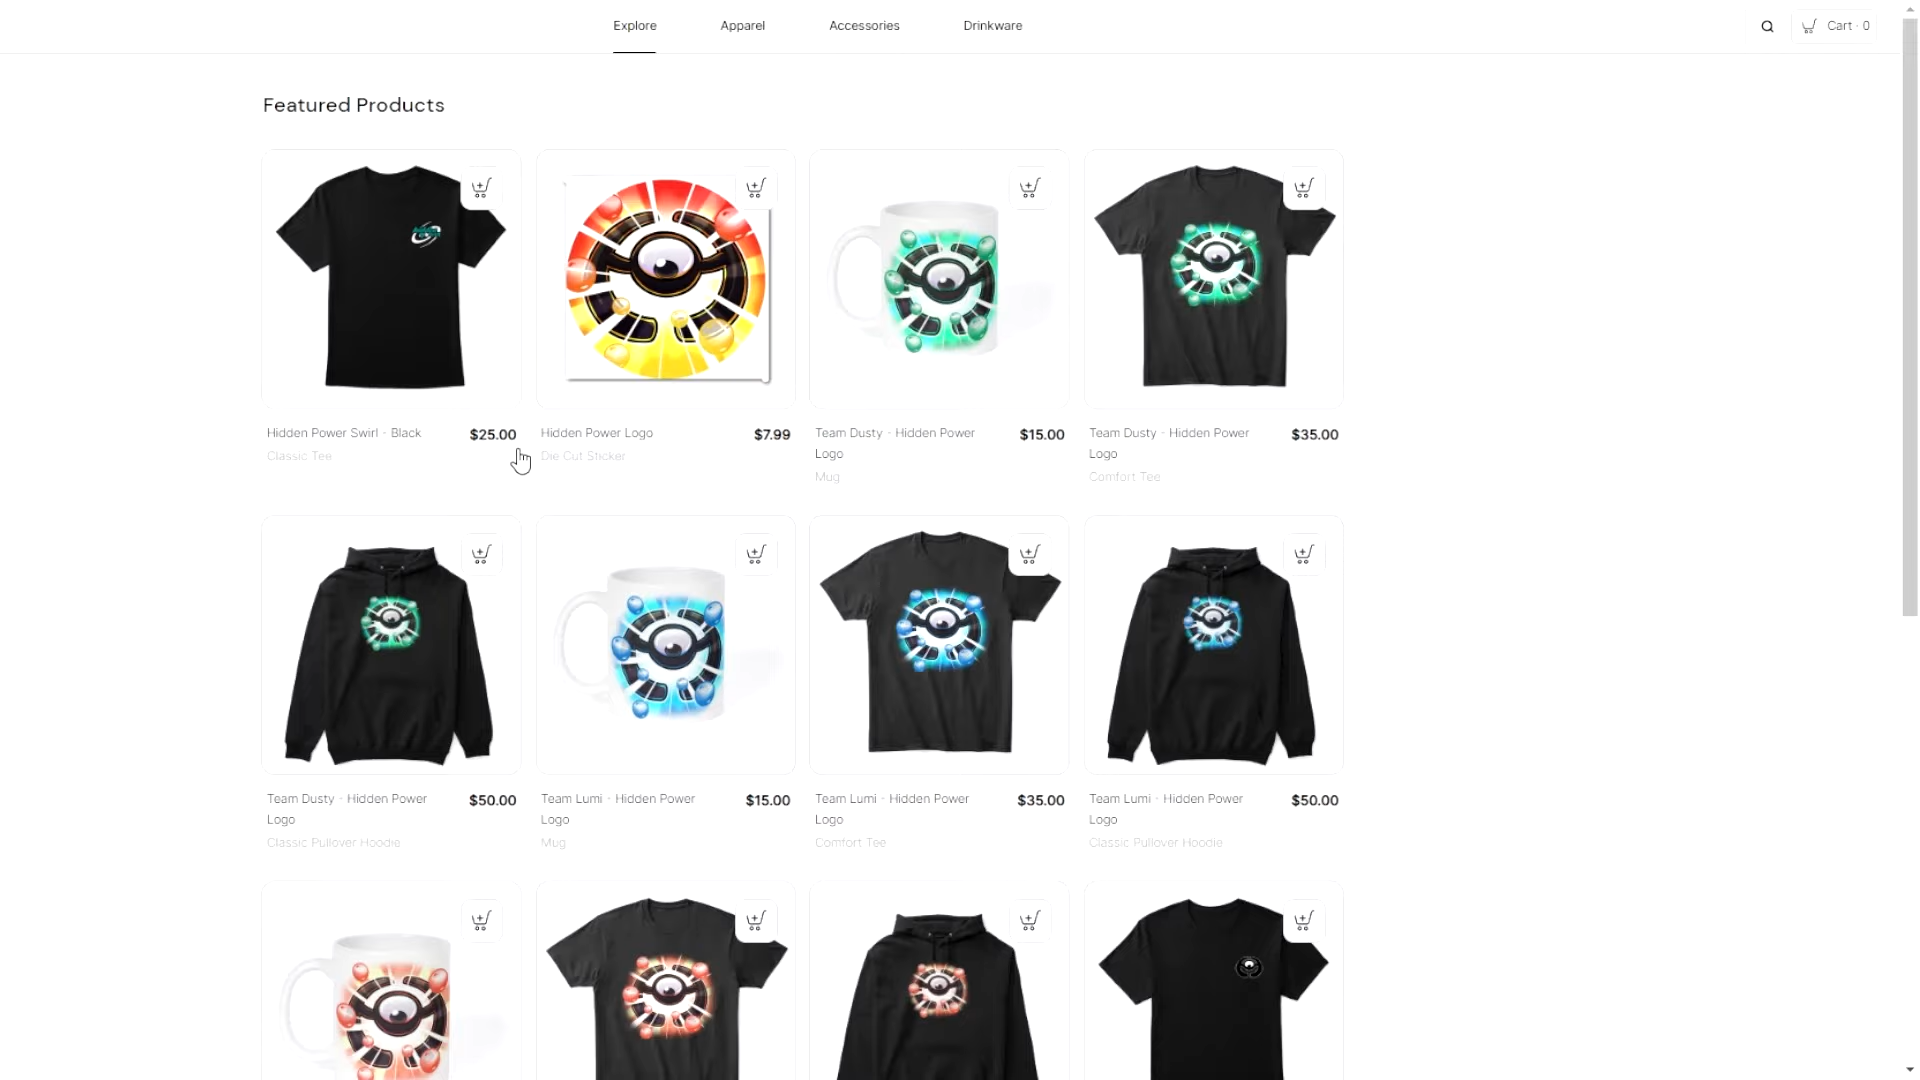 Explore
Apparel
Accessories
Drinkware
Cart · 0
Featured Products
Hidden Power Swirl - Black
$25.00
Classic Tee
Hidden Power Logo
$7.99
Die Cut Sticker
Team Dusty - Hidden Power
Logo
$15.00
Mug
Team Dusty - Hidden Power
Logo
$35.00
Comfort Tee
Team Dusty - Hidden Power
Logo
$50.00
Classic Pullover Hoodie
Team Lumi - Hidden Power
Logo
$15.00
Mug
Team Lumi - Hidden Power
Logo
$35.00
Comfort Tee
Team Lumi - Hidden Power
Logo
$50.00
Classic Pullover Hoodie